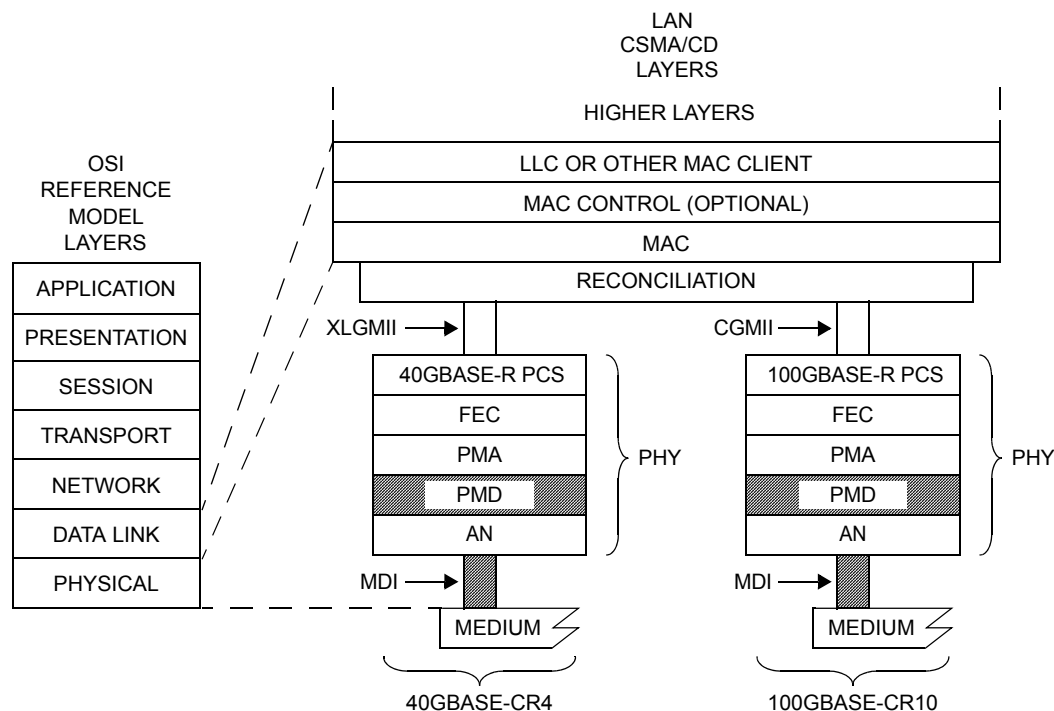 LAN
CSMA/CD
LAYERS
HIGHER LAYERS
LLC OR OTHER MAC CLIENT
MAC CONTROL (OPTIONAL)
MAC
RECONCILIATION
OSI
REFERENCE
MODEL
LAYERS
APPLICATION
PRESENTATION
SESSION
TRANSPORT
NETWORK
DATA LINK
PHYSICAL
XLGMII
40GBASE-R PCS
FEC
PMA
PMD
AN
PHY
MDI
MEDIUM
40GBASE-CR4
CGMII
100GBASE-R PCS
FEC
PMA
PMD
AN
PHY
MDI
MEDIUM
100GBASE-CR10